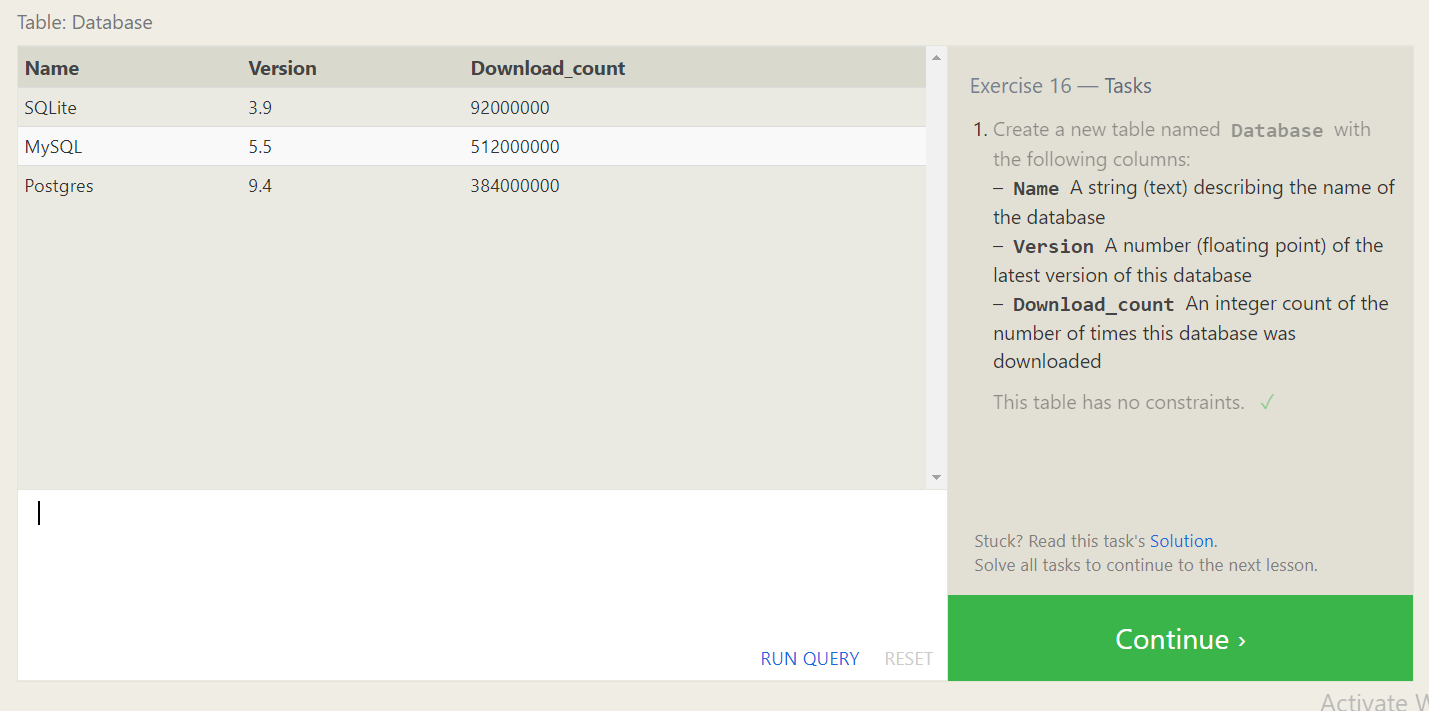 Table: Database
Name Version Download_count
SQLite 3.9 92000000
MySQL 5.5 512000000
Postgres 9.4 384000000
RUN QUERY RESET
Exercise 16 — Tasks
1. Create a new table named Database with
the following columns:
– Name A string (text) describing the name of
the database
– Version A number (floating point) of the
latest version of this database
– Download_count An integer count of the
number of times this database was
downloaded
This table has no constraints. ✓
Stuck? Read this task's Solution.
Solve all tasks to continue to the next lesson.
Continue ›
Activate W